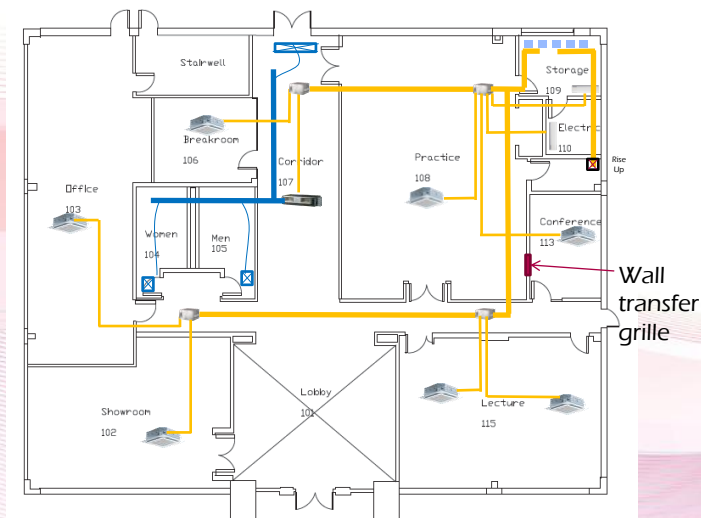 Stairwell
Storage
109
Breakroom
106
Electric
110
Rise
Up
Corridor
107
Practice
108
Office
103
Conference
113
Women
104
Men
105
Wall
transfer
grille
Lobby
101
Showroom
102
Lecture
115